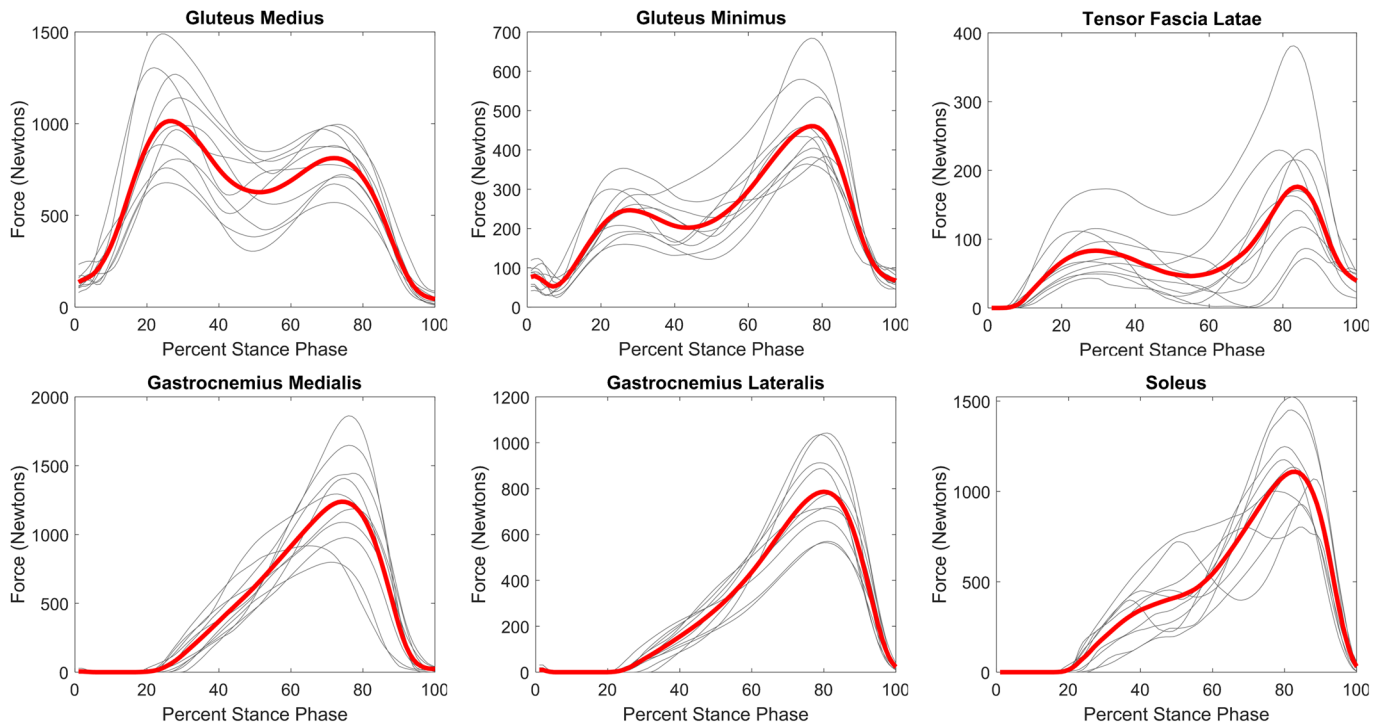 Gluteus Medius
Force (Newtons)
1500
1000
500
0
0 20 40 60 80 100
Percent Stance Phase
Gluteus Minimus
Force (Newtons)
700
600
500
400
300
200
100
0
0 20 40 60 80 100
Percent Stance Phase
Tensor Fascia Latae
Force (Newtons)
400
300
200
100
0
0 20 40 60 80 100
Percent Stance Phase
Gastrocnemius Medialis
Force (Newtons)
2000
1500
1000
500
0
0 20 40 60 80 100
Percent Stance Phase
Gastrocnemius Lateralis
Force (Newtons)
1200
1000
800
600
400
200
0
0 20 40 60 80 100
Percent Stance Phase
Soleus
Force (Newtons)
1500
1000
500
0
0 20 40 60 80 100
Percent Stance Phase